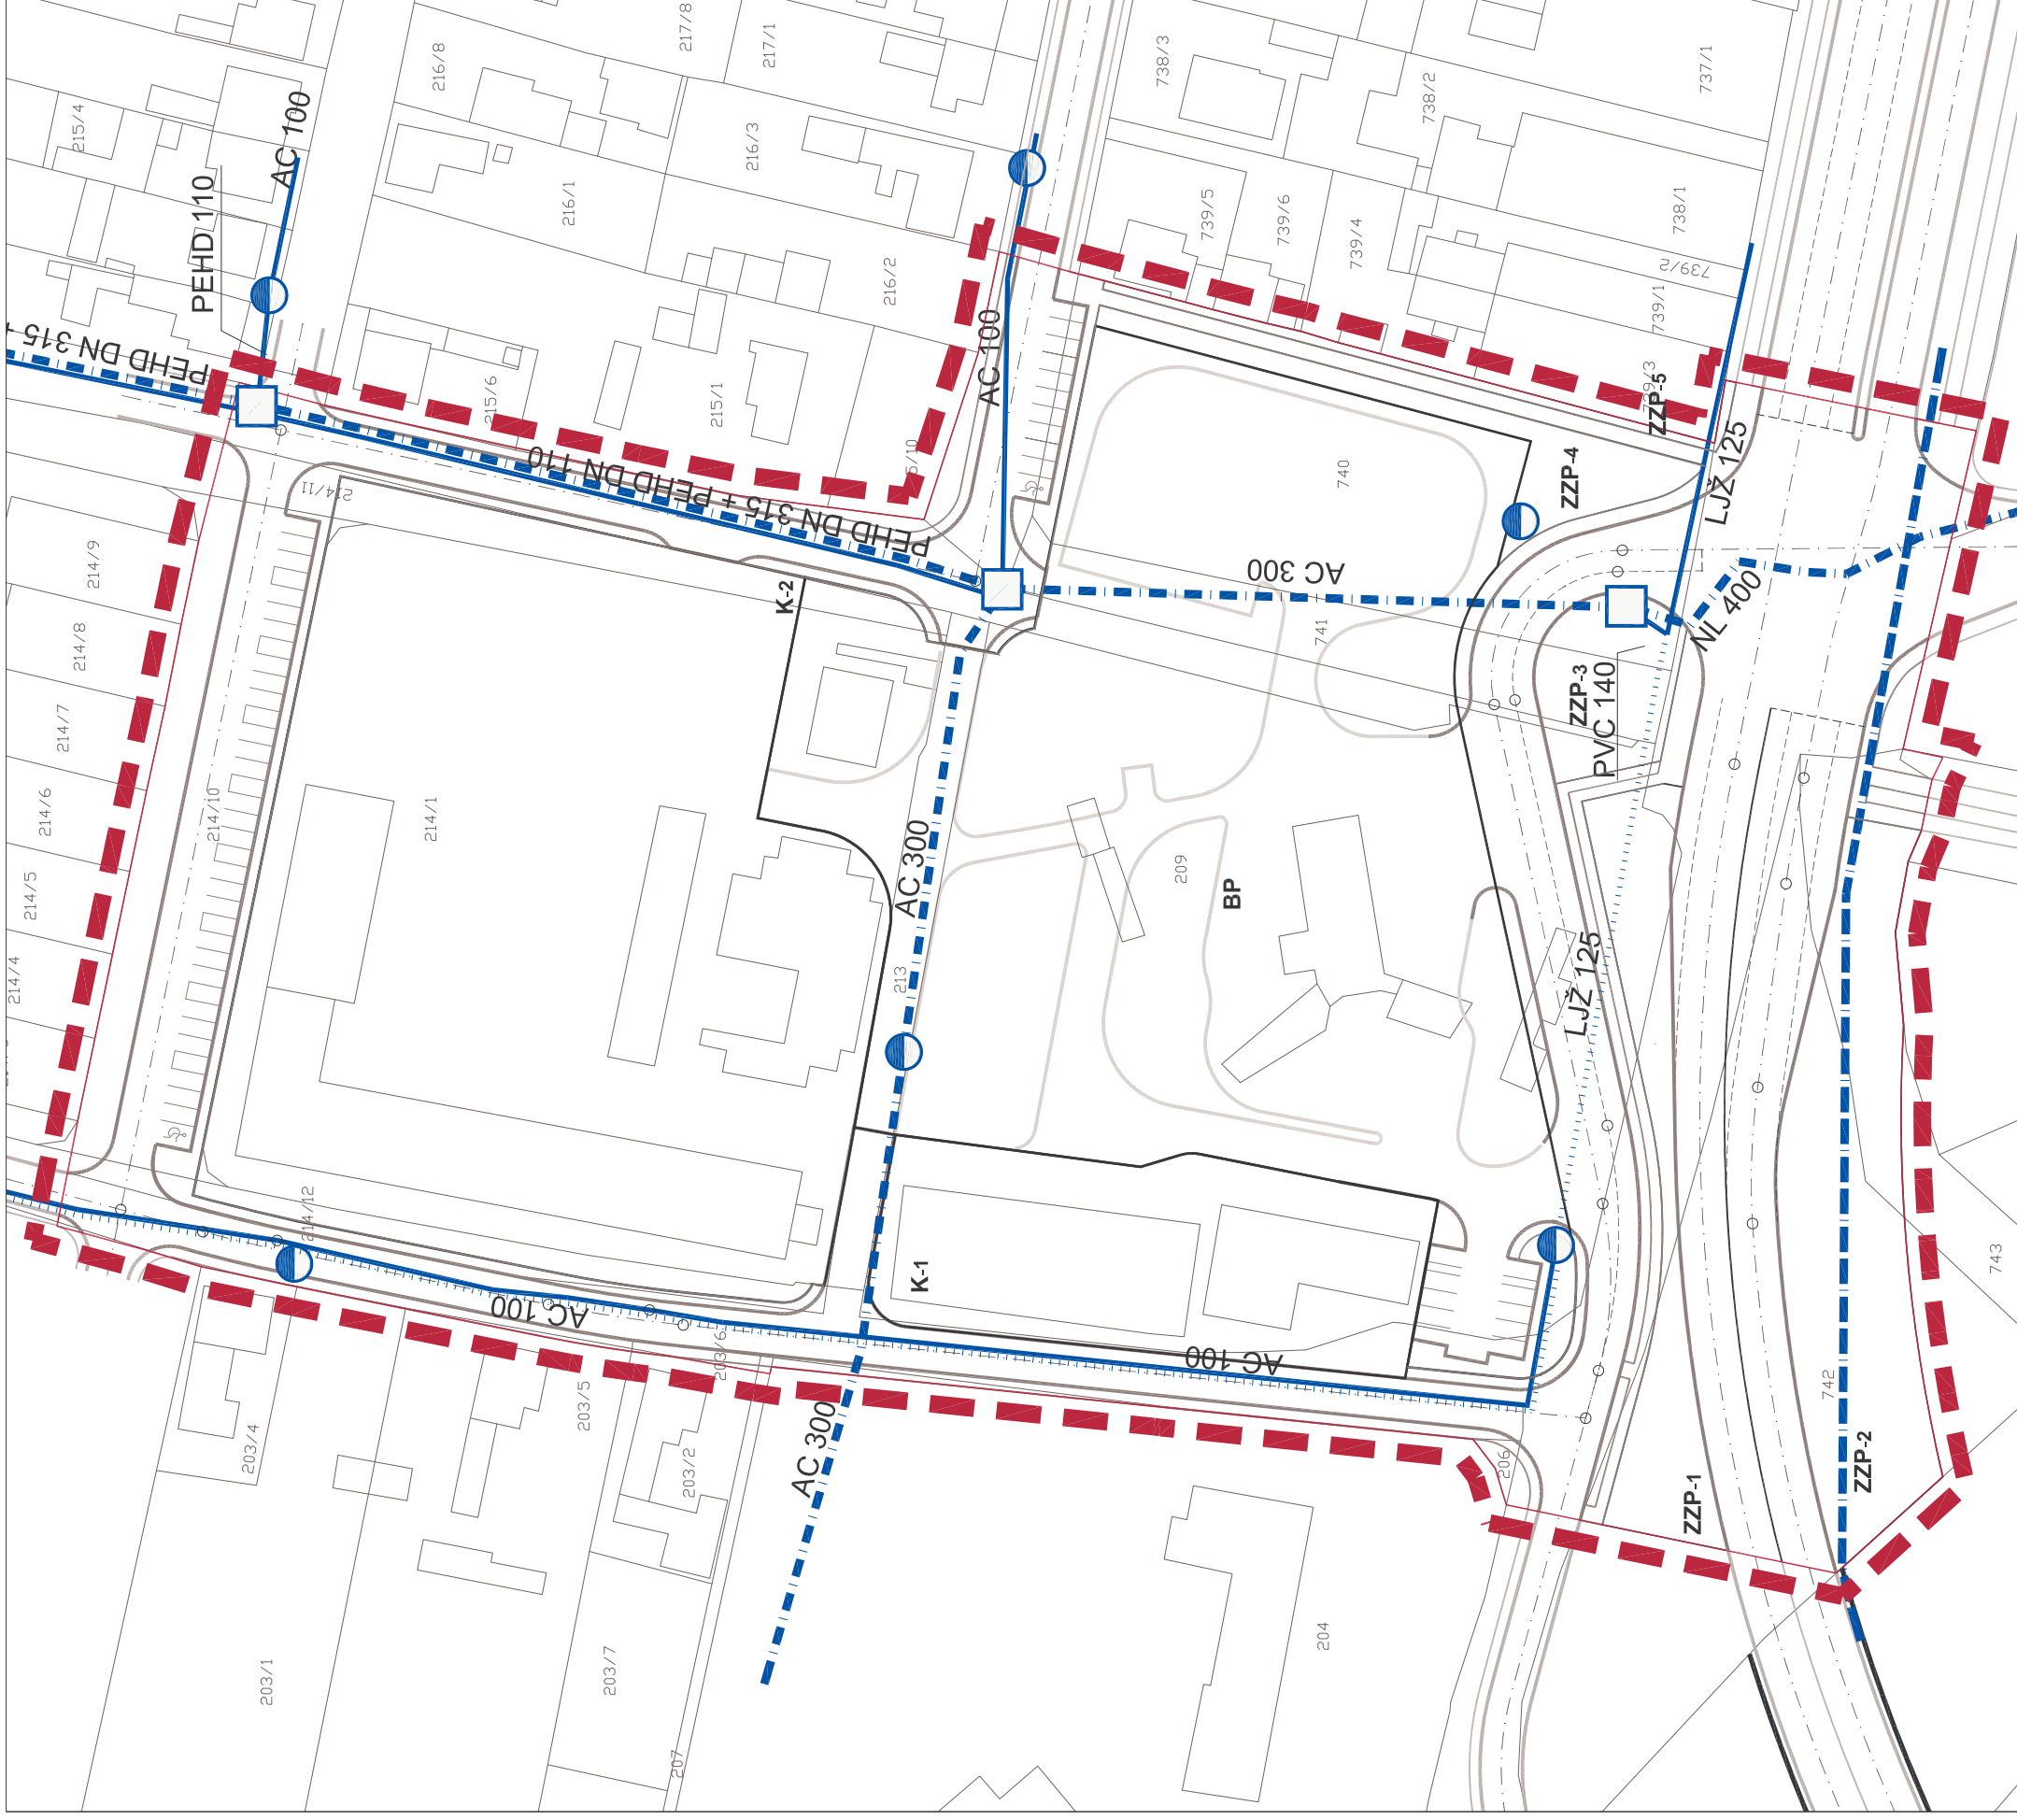 217/8
216/8
217/1
738/3
737/1
738/2
215/4
AC 100
216/3
PEHD 110
216/1
739/5
739/6
739/4
738/1
739/2
216/2
739/1
PEHD DN 315 +
AC 100
215/6
215/1
ZZP-5
LJŽ 125
740
ZZP-4
214/11
PEHD DN 315 + PEHD DN 110
AC 300
214/9
K-2
NL 400
741
214/8
ZZP-3
PVC 140
214/7
214/6
214/10
214/1
AC 300
209
BP
214/5
214/4
213
LJŽ 125
214/12
K-1
743
AC 100
AC 100
203/6
742
203/5
203/4
AC 300
203/2
206
ZZP-2
ZZP-1
204
203/1
203/7
207